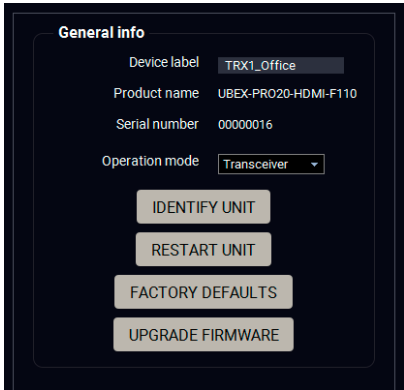 General info
Device label TRX1_Office
Product name UBEX-PRO20-HDMI-F110
Serial number 00000016
Operation mode Transceiver
IDENTIFY UNIT
RESTART UNIT
FACTORY DEFAULTS
UPGRADE FIRMWARE